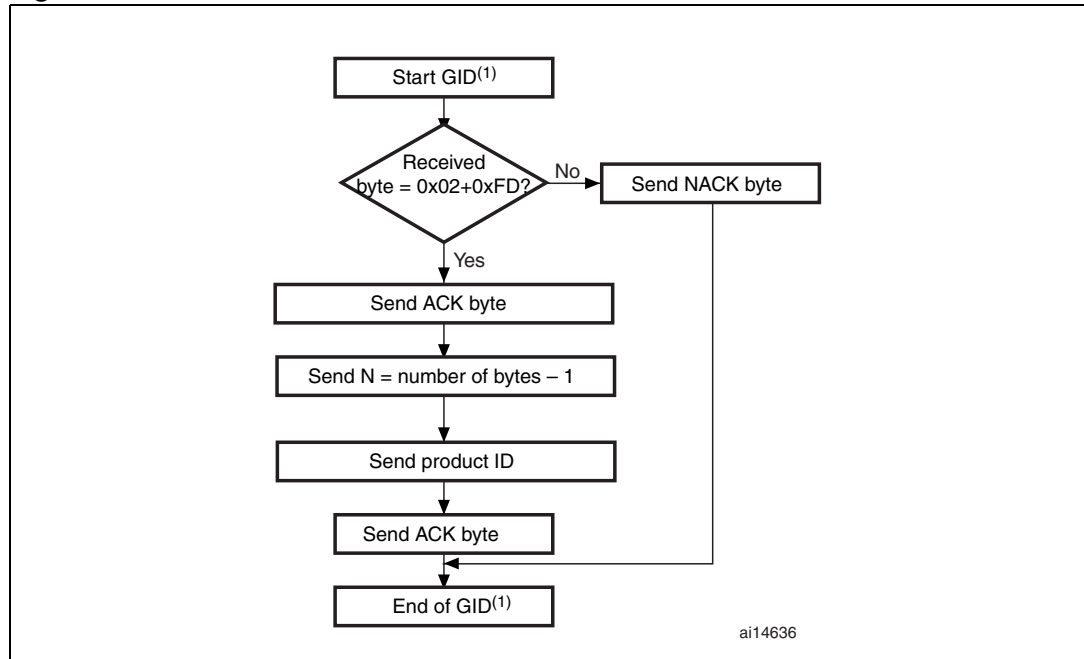 Start GID(1)
Received
byte = 0x02+0xFD?
No
Send NACK byte
Yes
Send ACK byte
Send N = number of bytes – 1
Send product ID
Send ACK byte
End of GID(1)
ai14636